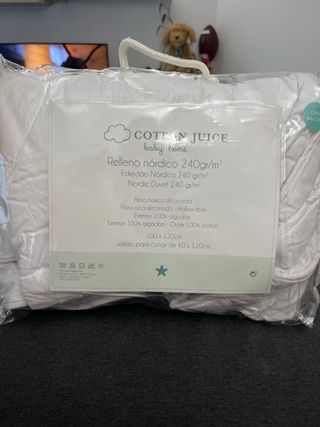 COTTON JUICE
baby home
Relleno nórdico 240gr/m²
Edredão Nórdico 240 gr/m²
Nordic Duvet 240 gr/m²
Fibra hueca siliconada
Fibra oca siliconada - Hollow fiber
Exterior 100% algodón
Exterior 100% algodão - Outer 100% cotton
100 x 120cm
válido para cunas de 60 x 120cm